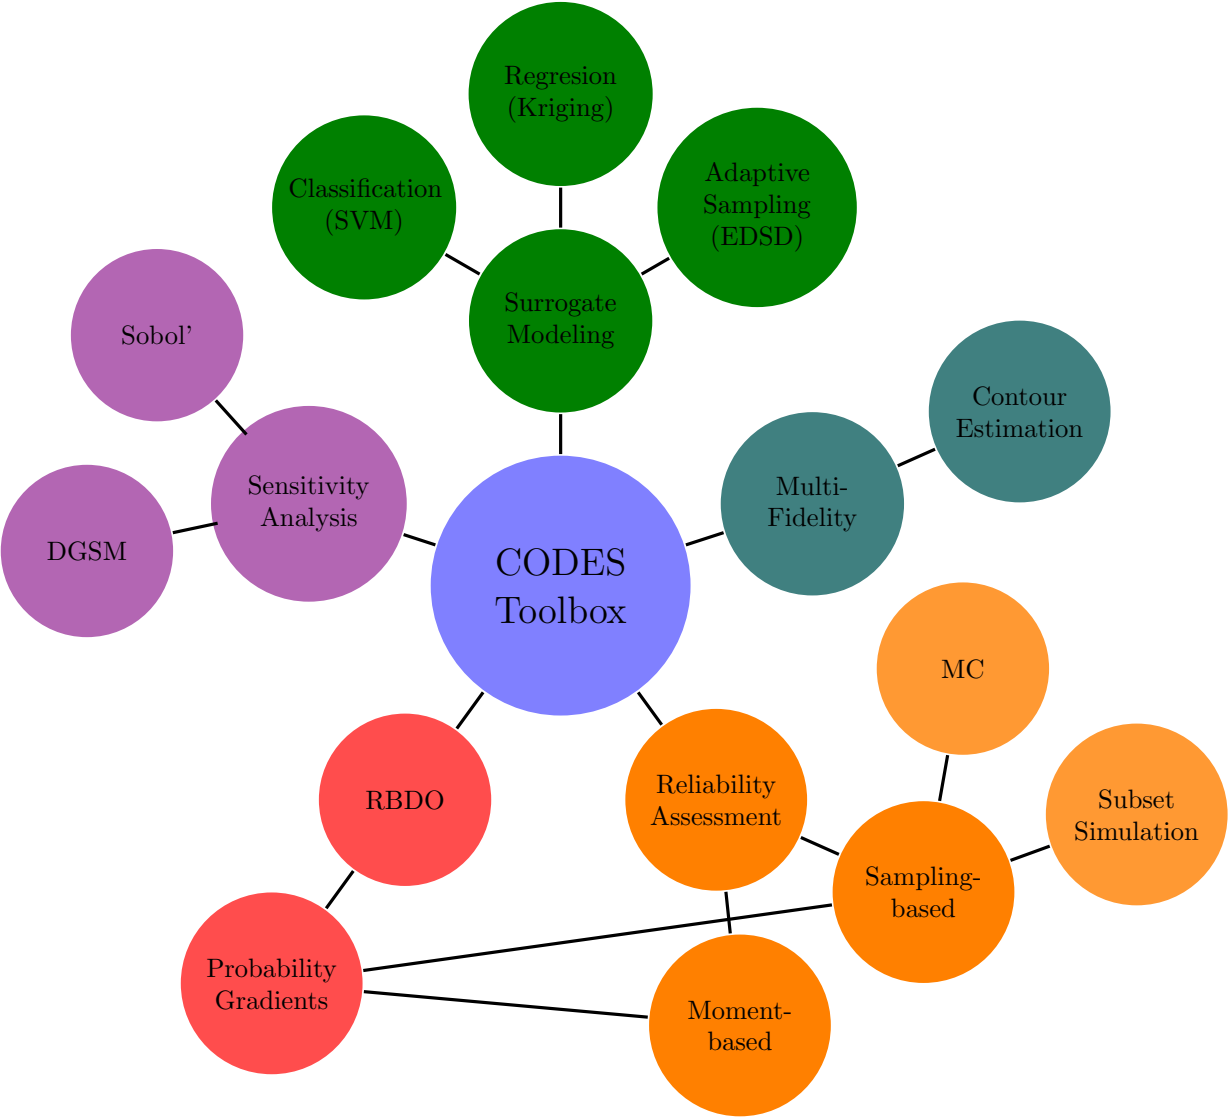 Regresion
(Kriging)
Classification
(SVM)
Adaptive
Sampling
(EDSD)
Surrogate
Modeling
Sobol'
Contour
Estimation
Sensitivity
Analysis
Multi-
Fidelity
DGSM
CODES
Toolbox
MC
RBDO
Reliability
Assessment
Subset
Simulation
Sampling-
based
Probability
Gradients
Moment-
based